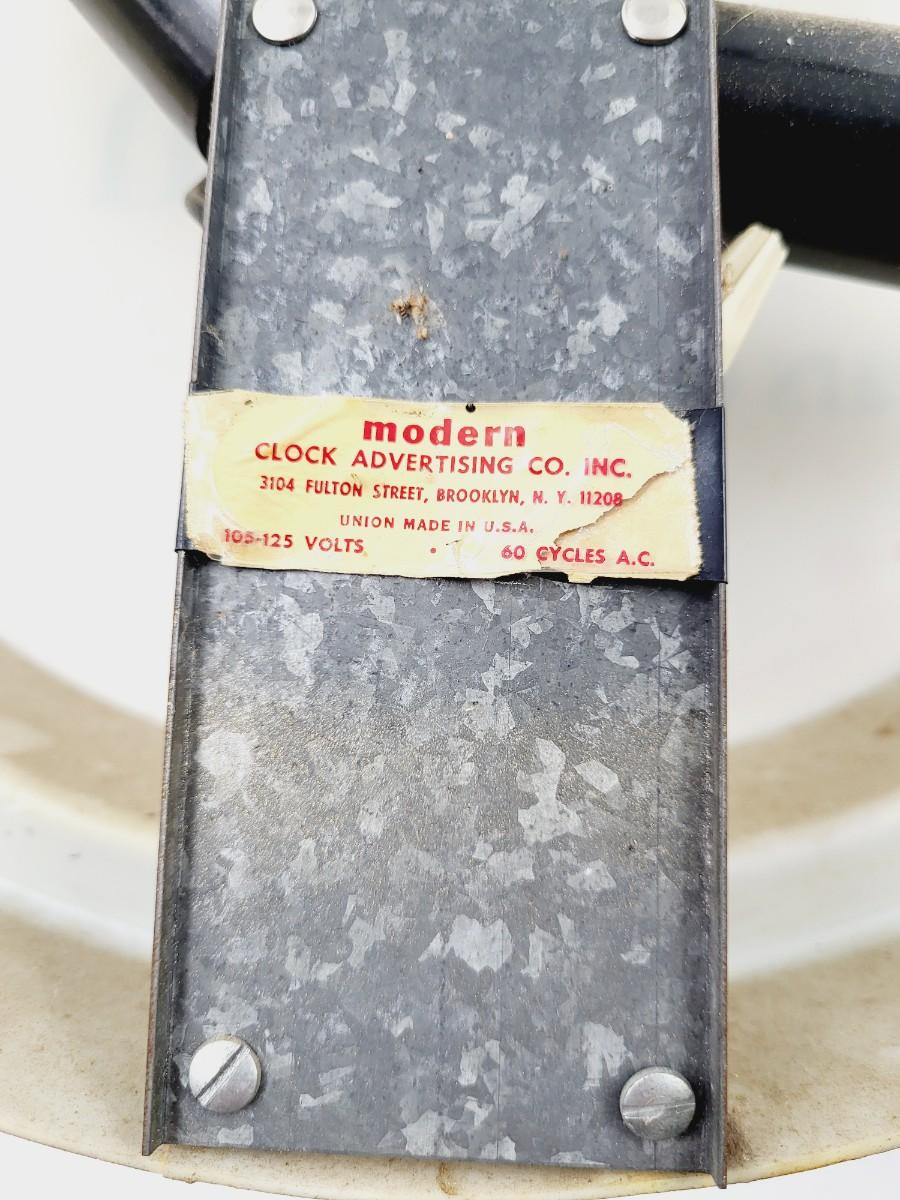 modern
CLOCK ADVERTISING CO. INC.
3104 FULTON STREET, BROOKLYN, N. Y. 11208
UNION MADE IN U.S.A.
105-125 VOLTS • 60 CYCLES A.C.